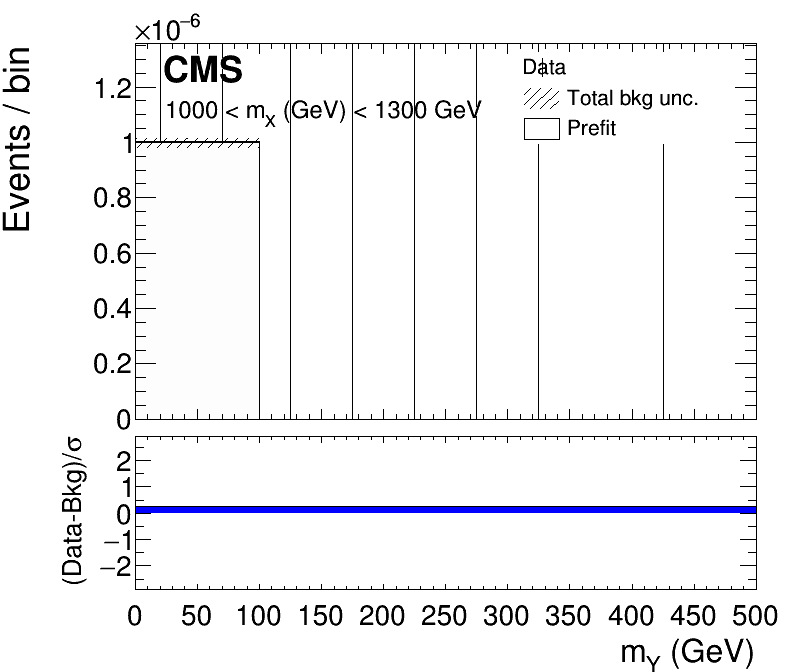 ×10⁻⁶
CMS
1000 < mX (GeV) < 1300 GeV
Data
Total bkg unc.
Prefit
Events / bin
1.2
1
0.8
0.6
0.4
0.2
0
(Data-Bkg)/σ
2
1
0
−1
−2
0 50 100 150 200 250 300 350 400 450 500
mY (GeV)